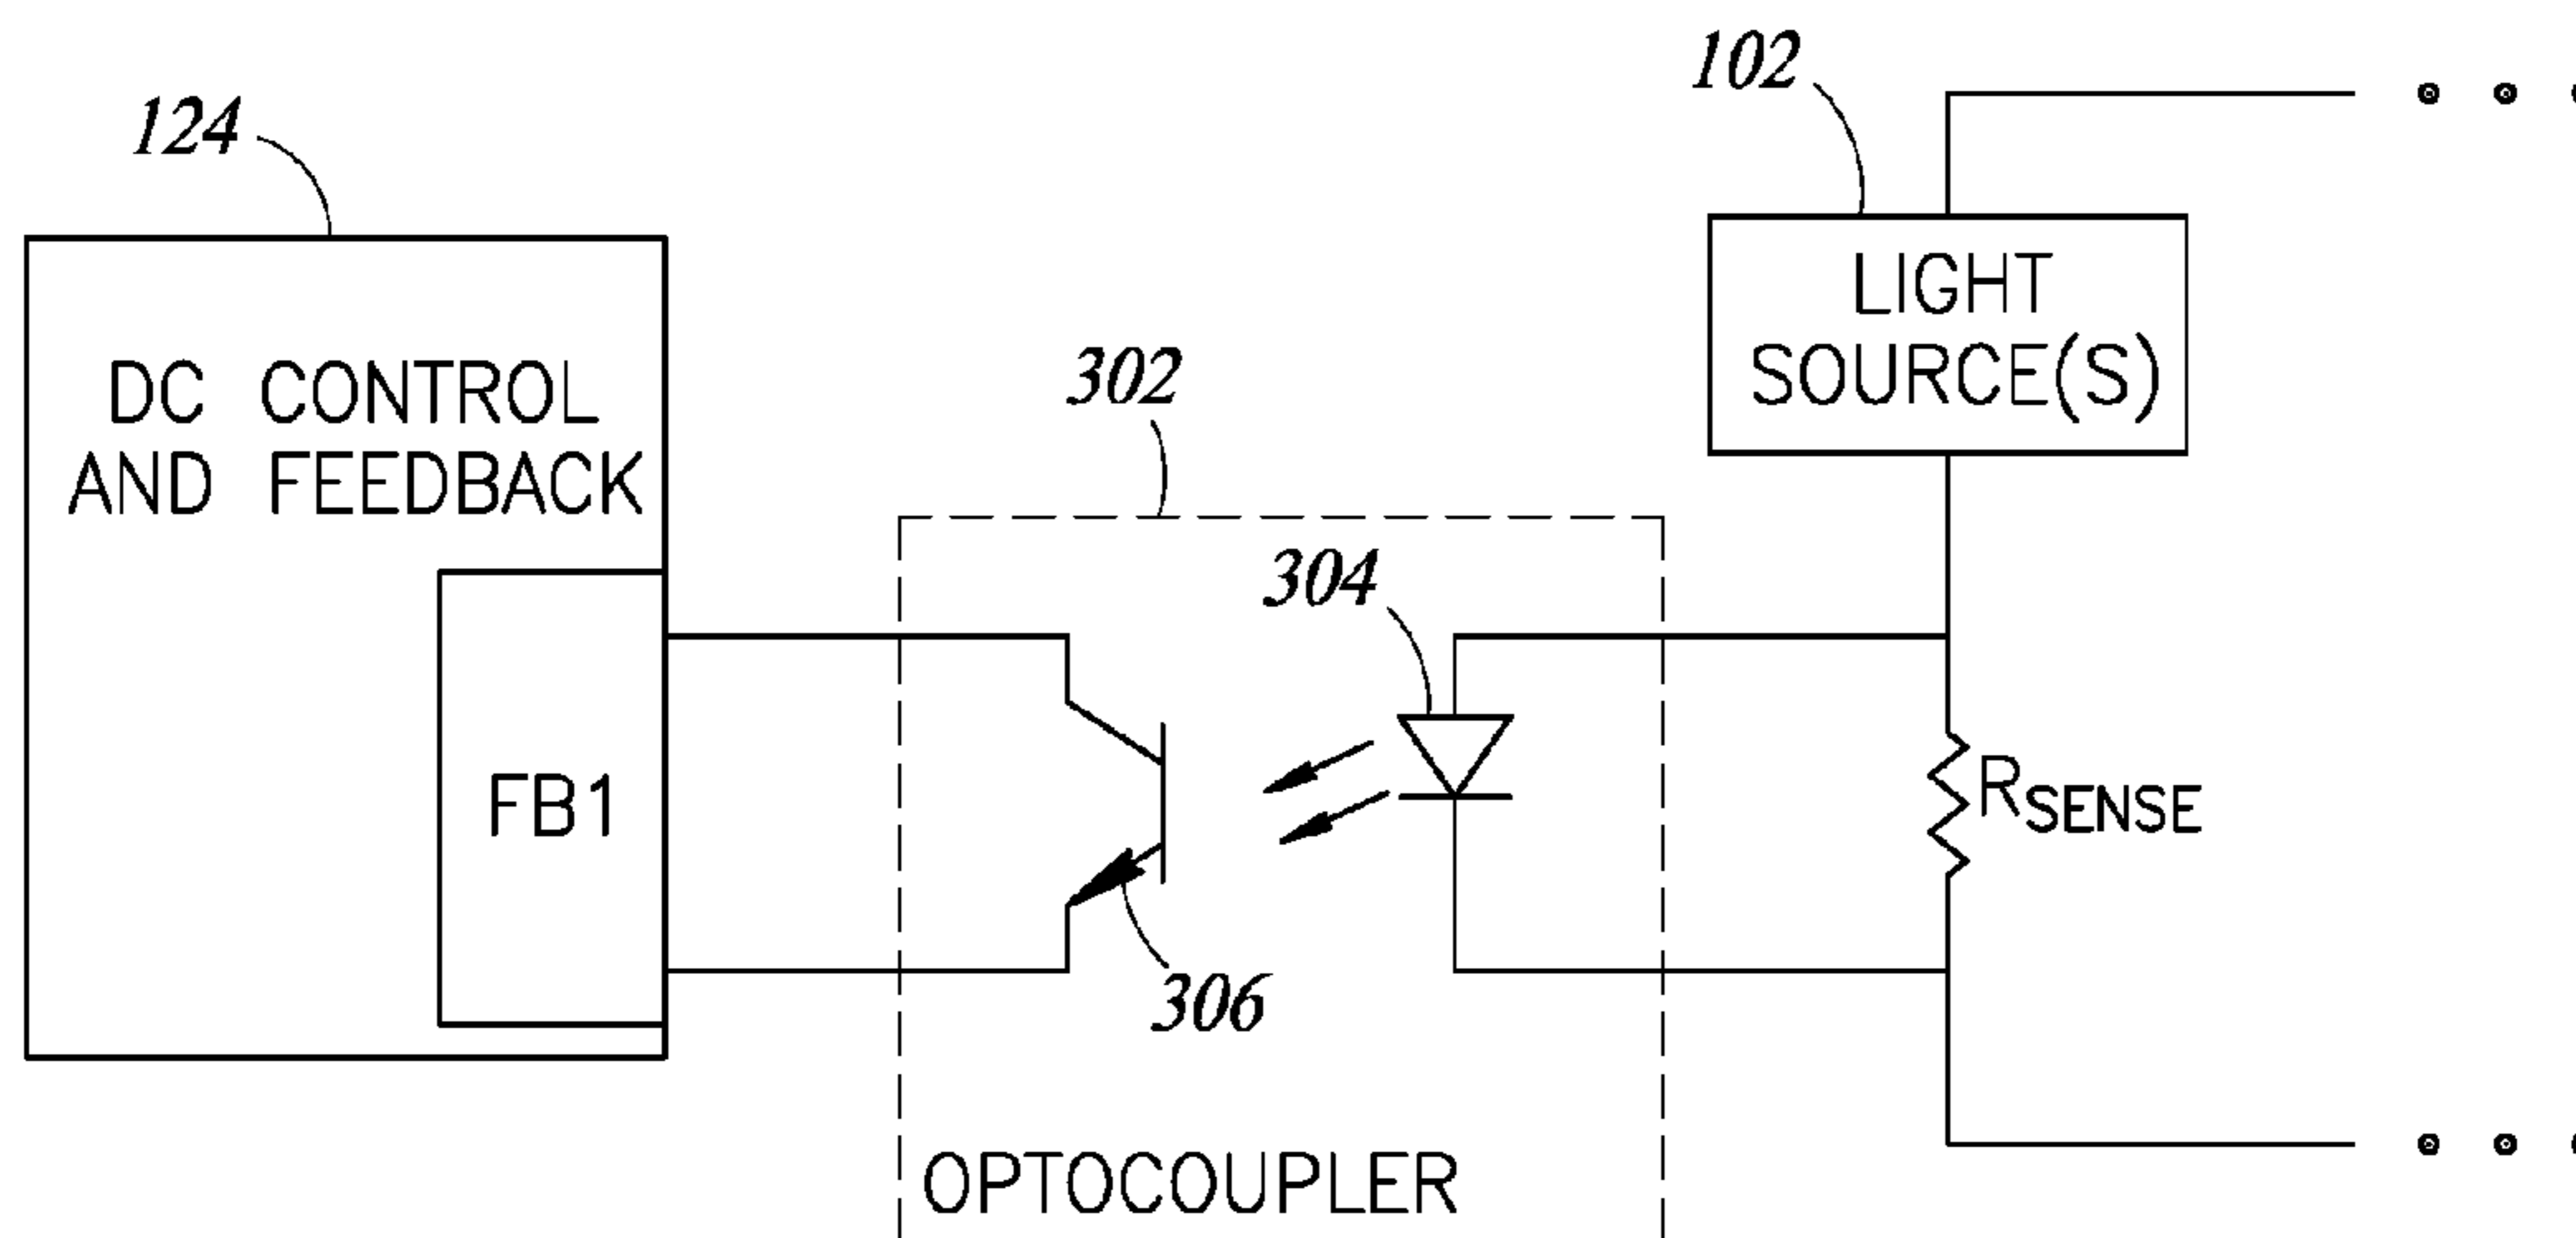 102
124
LIGHT
SOURCE(S)
302
DC CONTROL
AND FEEDBACK
304
FB1
RSENSE
306
OPTOCOUPLER